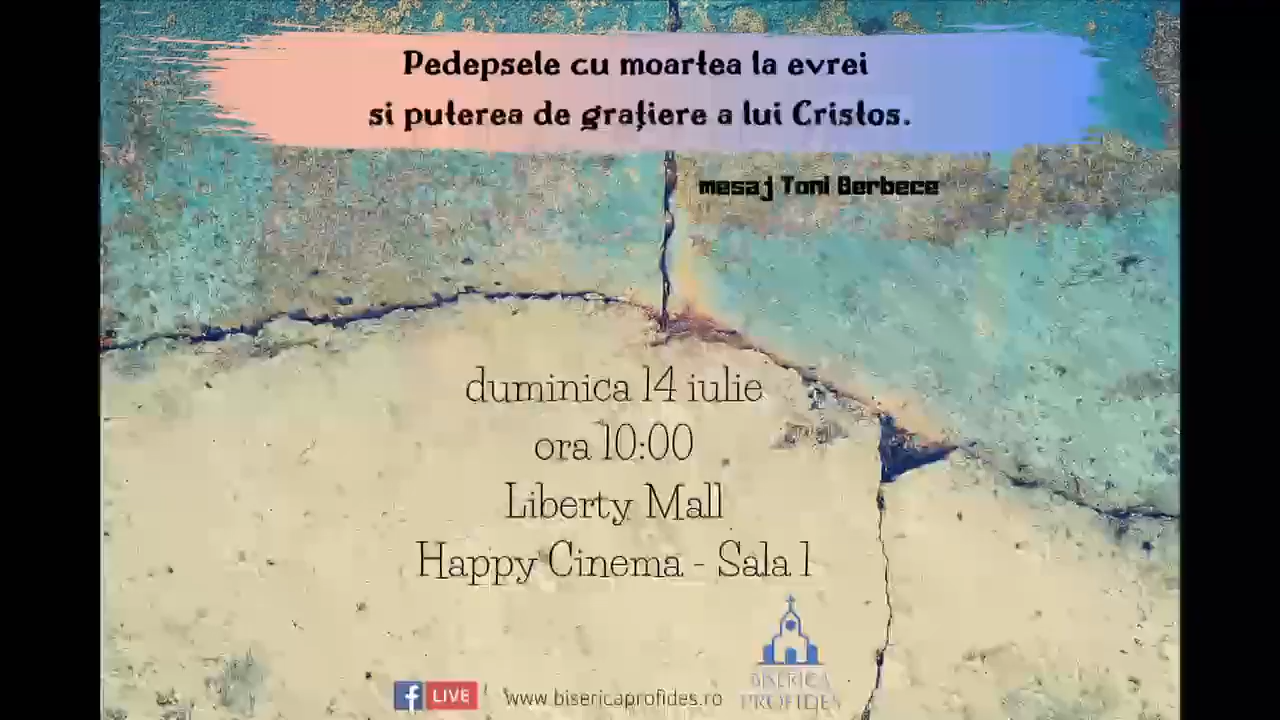 Pedepsele cu moartea la evrei
si puterea de grațiere a lui Cristos.
mesaj Toni Berbece
duminica 14 iulie
ora 10:00
Liberty Mall
Happy Cinema - Sala 1
f LIVE www.bisericaprofides.ro
BISERICA
PROFIDES